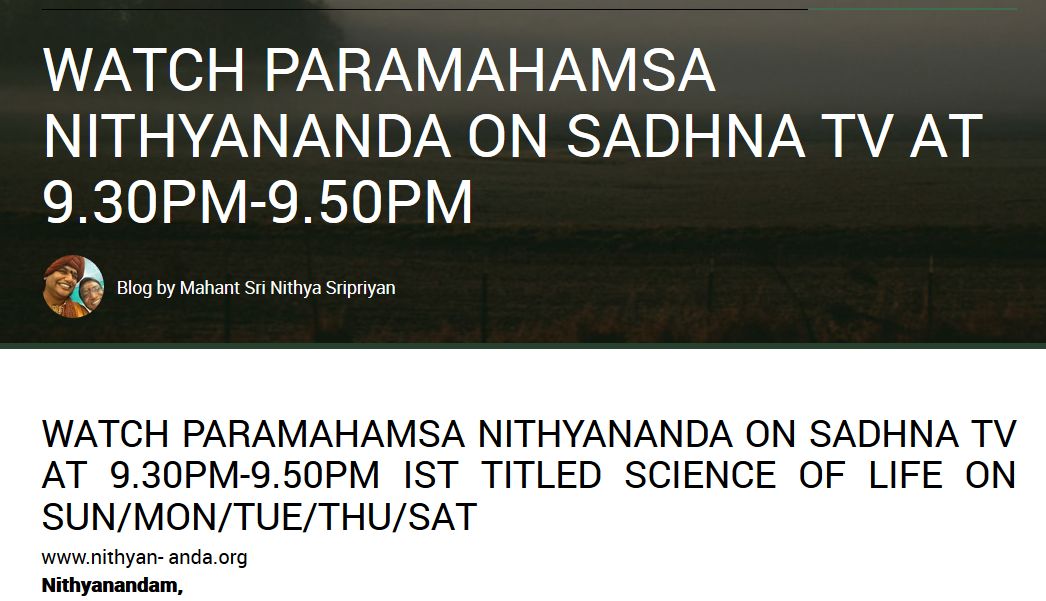 WATCH PARAMAHAMSA
NITHYANANDA ON SADHNA TV AT
9.30PM-9.50PM
Blog by Mahant Sri Nithya Sripriyan
WATCH PARAMAHAMSA NITHYANANDA ON SADHNA TV
AT 9.30PM-9.50PM IST TITLED SCIENCE OF LIFE ON
SUN/MON/TUE/THU/SAT
www.nithyan- anda.org
Nithyanandam,